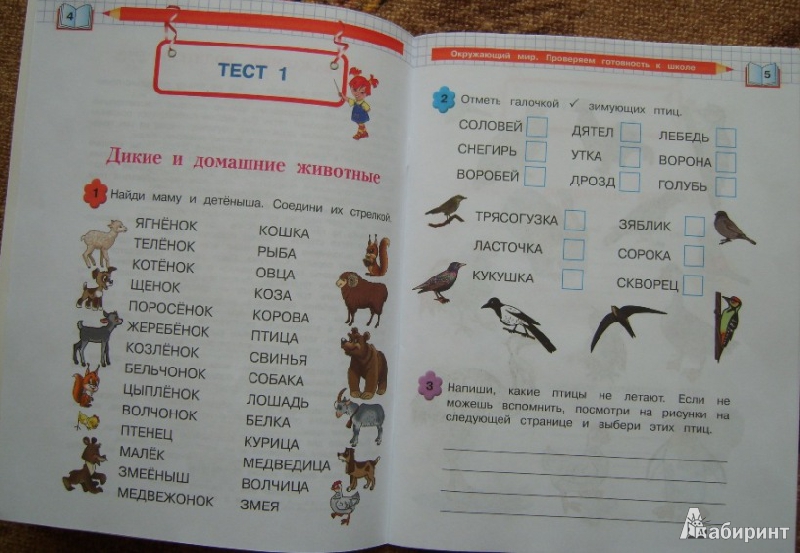 4
ТЕСТ 1
Дикие и домашние животные
1 Найди маму и детёныша. Соедини их стрелкой.
ЯГНЁНОК КОШКА
ТЕЛЁНОК РЫБА
КОТЁНОК ОВЦА
ЩЕНОК КОЗА
ПОРОСЁНОК КОРОВА
ЖЕРЕБЁНОК ПТИЦА
КОЗЛЁНОК СВИНЬЯ
БЕЛЬЧОНОК СОБАКА
ЦЫПЛЁНОК ЛОШАДЬ
ВОЛЧОНОК БЕЛКА
ПТЕНЕЦ КУРИЦА
МАЛЁК МЕДВЕДИЦА
ЗМЕЁНЫШ ВОЛЧИЦА
МЕДВЕЖОНОК ЗМЕЯ
Окружающий мир. Проверяем готовность к школе
5
2 Отметь галочкой ✓ зимующих птиц.
СОЛОВЕЙ ДЯТЕЛ ЛЕБЕДЬ
СНЕГИРЬ УТКА ВОРОНА
ВОРОБЕЙ ДРОЗД ГОЛУБЬ
ТРЯСОГУЗКА ЗЯБЛИК
ЛАСТОЧКА СОРОКА
КУКУШКА СКВОРЕЦ
3 Напиши, какие птицы не летают. Если не
можешь вспомнить, посмотри на рисунки на
следующей странице и выбери этих птиц.
Лабиринт